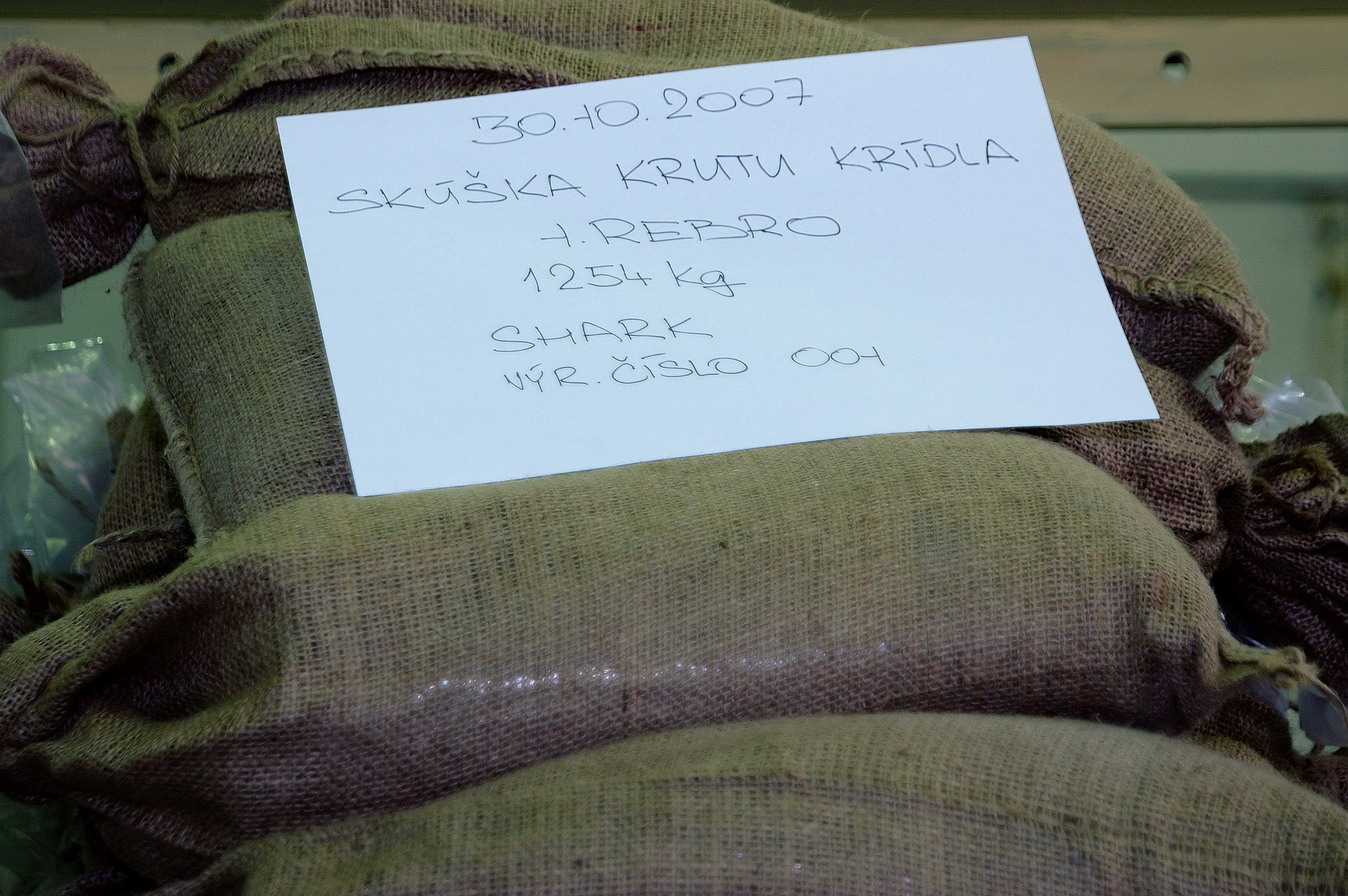 30.10.2007
SKÚŠKA KRUTU KRÍDLA
1.REBRO
1254 kg
SHARK
VÝR. ČÍSLO 001